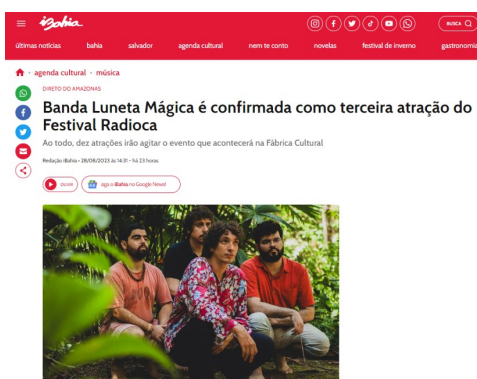 iBahia
BUSCA
últimas notícias bahia salvador agenda cultural nem te conto novelas festival de inverno gastronomia
agenda cultural música
DIRETO DO AMAZONAS
Banda Luneta Mágica é confirmada como terceira atração do
Festival Radioca
Ao todo, dez atrações irão agitar o evento que acontecerá na Fábrica Cultural
Redação iBahia • 28/08/2023 às 14:31 • há 23 horas
OUVIR
siga o iBahia no Google News!